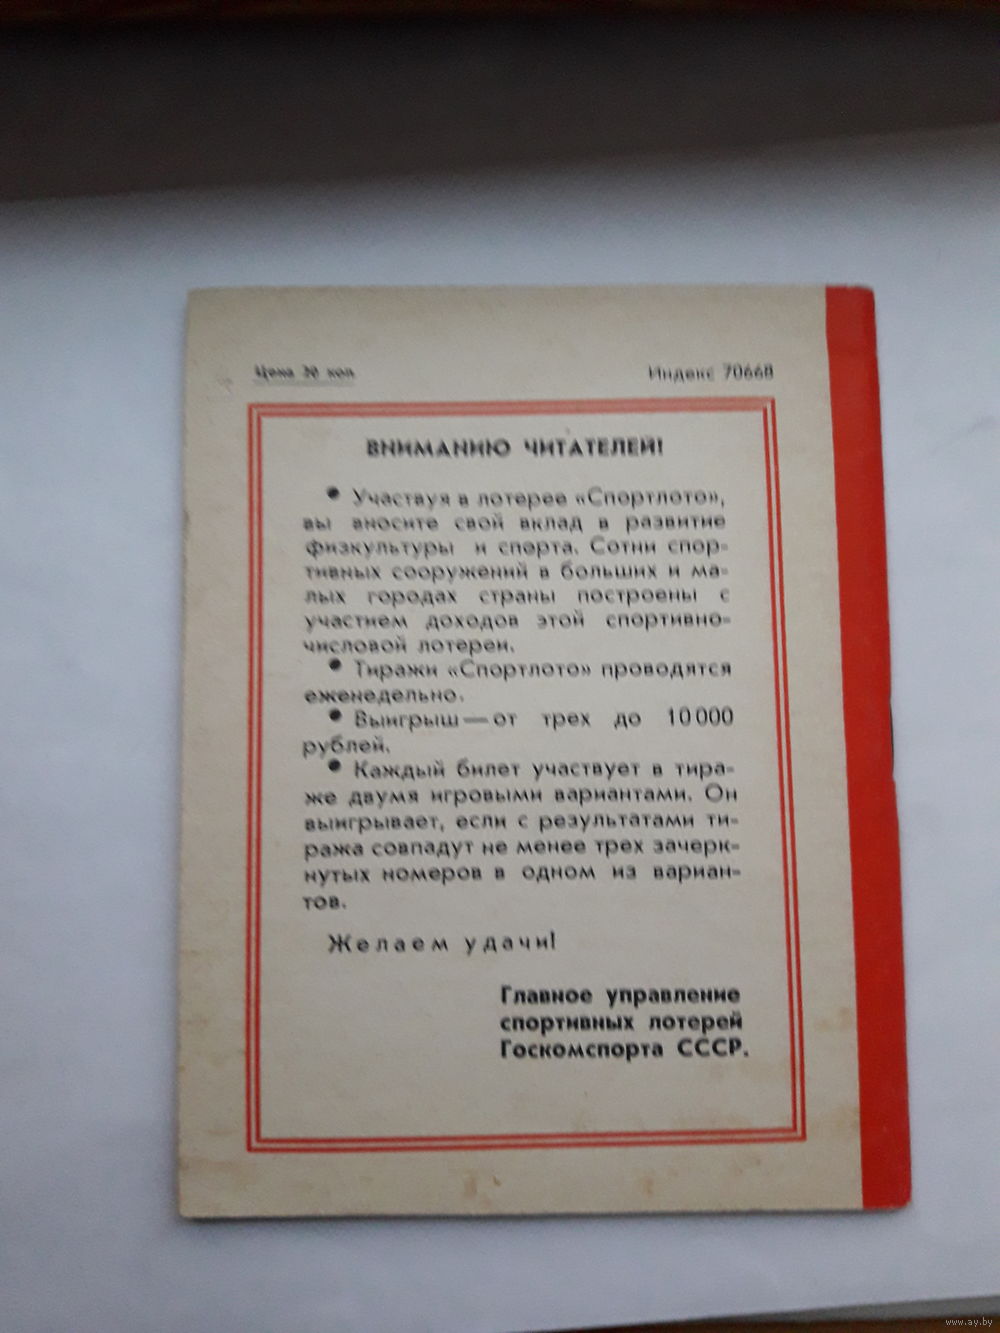 Цена 30 коп.
Индекс 70668
ВНИМАНИЮ ЧИТАТЕЛЕЙ!
● Участвуя в лотерее «Спортлото»,
вы вносите свой вклад в развитие
физкультуры и спорта. Сотни спор-
тивных сооружений в больших и ма-
лых городах страны построены с
участием доходов этой спортивно-
числовой лотереи.
● Тиражи «Спортлото» проводятся
еженедельно.
● Выигрыш — от трех до 10 000
рублей.
● Каждый билет участвует в тира-
же двумя игровыми вариантами. Он
выигрывает, если с результатами ти-
ража совпадут не менее трех зачерк-
нутых номеров в одном из вариан-
тов.
Желаем удачи!
Главное управление
спортивных лотерей
Госкомспорта СССР.
www.ay.by